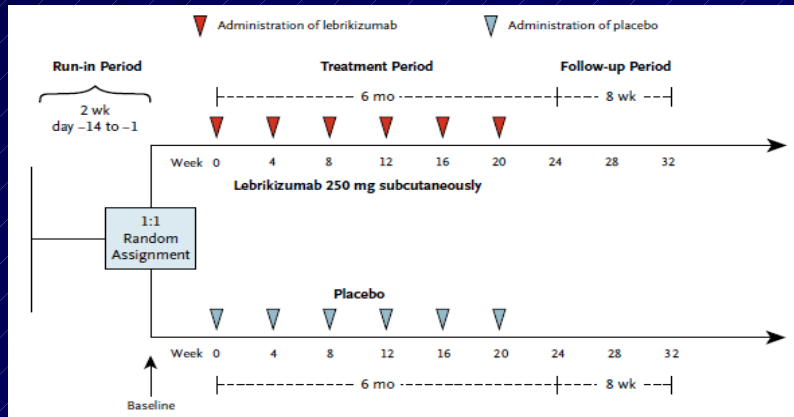 Administration of lebrikizumab
Administration of placebo
Run-in Period
Treatment Period
Follow-up Period
2 wk
day –14 to –1
6 mo
8 wk
Week 0 4 8 12 16 20 24 28 32
Lebrikizumab 250 mg subcutaneously
1:1
Random
Assignment
Placebo
Week 0 4 8 12 16 20 24 28 32
6 mo
8 wk
Baseline